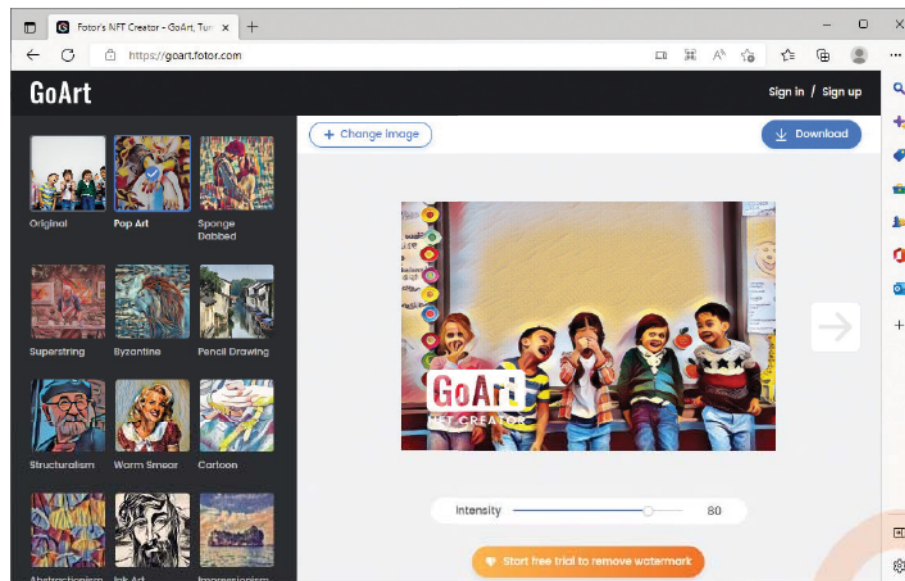 Fotor's NFT Creator - GoArt, Tur
https://goart.fotor.com
GoArt
Sign in / Sign up
+ Change image
Download
Original
Pop Art
Sponge
Dabbed
Superstring
Byzantine
Pencil Drawing
Structuralism
Warm Smear
Cartoon
Abstractionism
Ink Art
Impressionism
GoArt
NFT CREATOR
Intensity
80
Start free trial to remove watermark